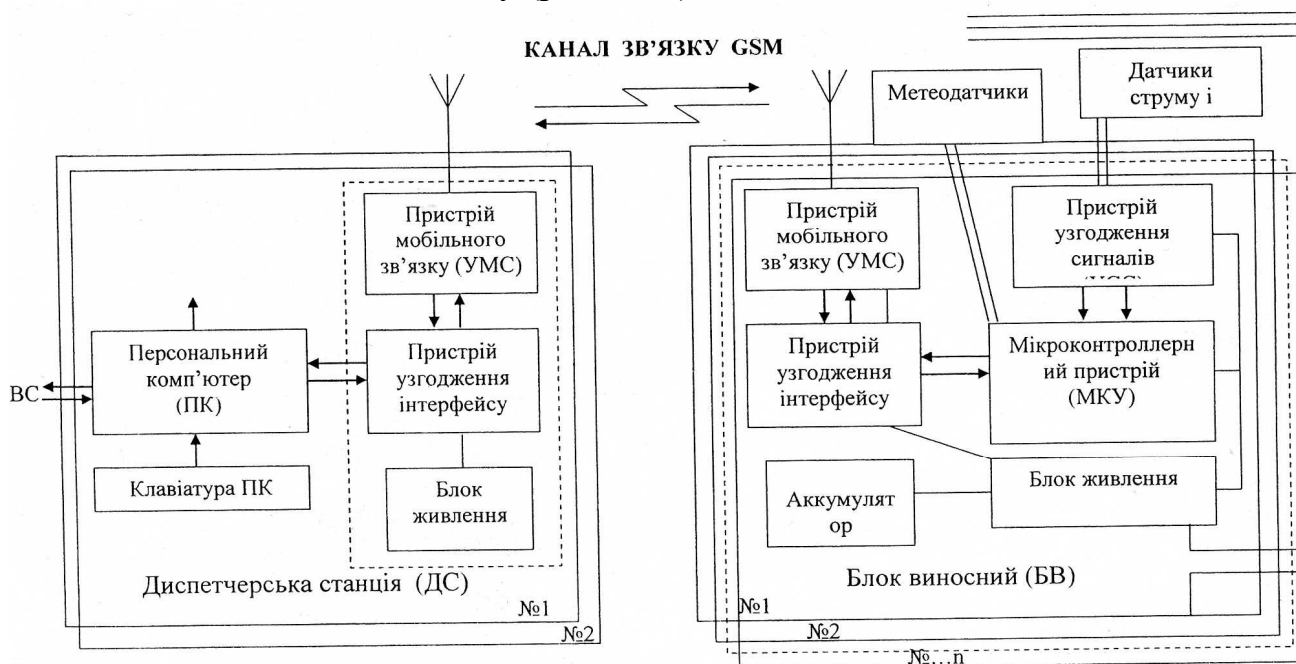 КАНАЛ ЗВ’ЯЗКУ GSM
Метеодатчики
Датчики
струму і
Пристрій
мобільного
зв’язку (УМС)
Персональний
комп’ютер
(ПК)
Пристрій
узгодження
інтерфейсу
ВС
Клавіатура ПК
Блок
живлення
Диспетчерська станція (ДС)
№1
№2
Пристрій
мобільного
зв’язку (УМС)
Пристрій
узгодження
сигналів
Пристрій
узгодження
інтерфейсу
Мікроконтроллерн
ий пристрій
(МКУ)
Аккумулят
ор
Блок живлення
Блок виносний (БВ)
№1
№2
№...n